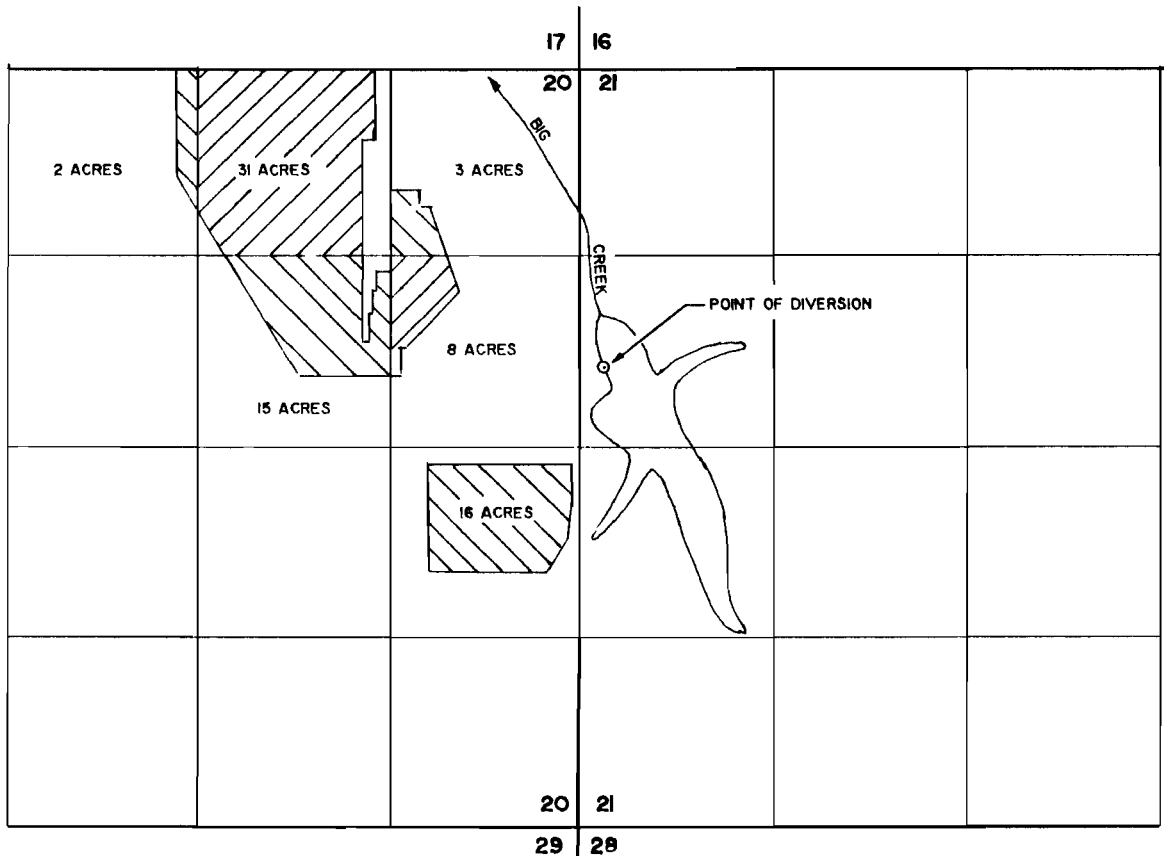 17 16
20 21
BIG
2 ACRES
31 ACRES
3 ACRES
CREEK
POINT OF DIVERSION
8 ACRES
15 ACRES
16 ACRES
20 21
29 28